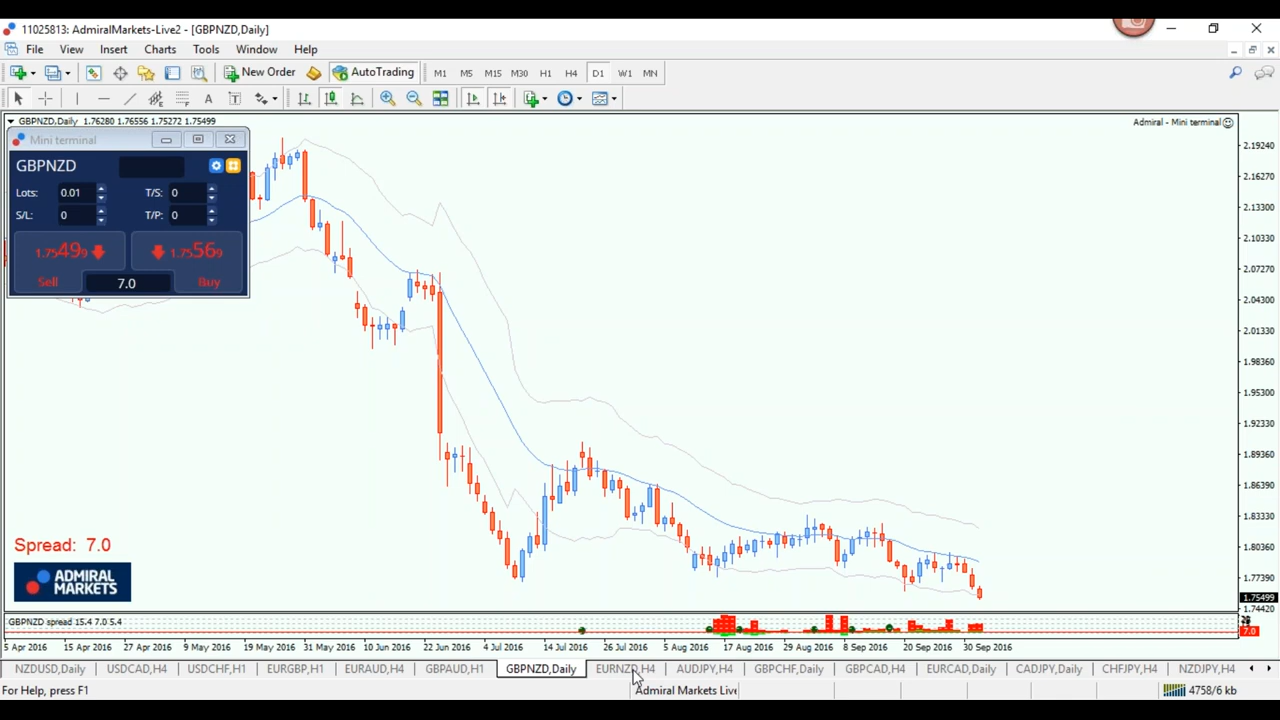 11025813: AdmiralMarkets-Live2 - [GBPNZD,Daily]
File View Insert Charts Tools Window Help
New Order AutoTrading M1 M5 M15 M30 H1 H4 D1 W1 MN
A T
GBPNZD,Daily 1.76280 1.76556 1.75272 1.75499
Admiral - Mini terminal
Mini terminal
GBPNZD
Lots: 0.01 T/S: 0
S/L: 0 T/P: 0
1.75499 1.75569
Sell 7.0 Buy
2.19240
2.16270
2.13300
2.10330
2.07270
2.04300
2.01330
1.98360
1.95300
1.92330
1.89360
1.86390
1.83330
1.80360
1.77390
1.75499
1.74420
Spread: 7.0
ADMIRAL
MARKETS
GBPNZD spread 15.4 7.0 5.4
7.0
5 Apr 2016 15 Apr 2016 27 Apr 2016 9 May 2016 19 May 2016 31 May 2016 10 Jun 2016 22 Jun 2016 4 Jul 2016 14 Jul 2016 26 Jul 2016 5 Aug 2016 17 Aug 2016 29 Aug 2016 8 Sep 2016 20 Sep 2016 30 Sep 2016
NZDUSD,Daily USDCAD,H4 USDCHF,H1 EURGBP,H1 EURAUD,H4 GBPAUD,H1 GBPNZD,Daily EURNZD,H4 AUDJPY,H4 GBPCHF,Daily GBPCAD,H4 EURCAD,Daily CADJPY,Daily CHFJPY,H4 NZDJPY,H4
For Help, press F1 Admiral Markets Live 4758/6 kb